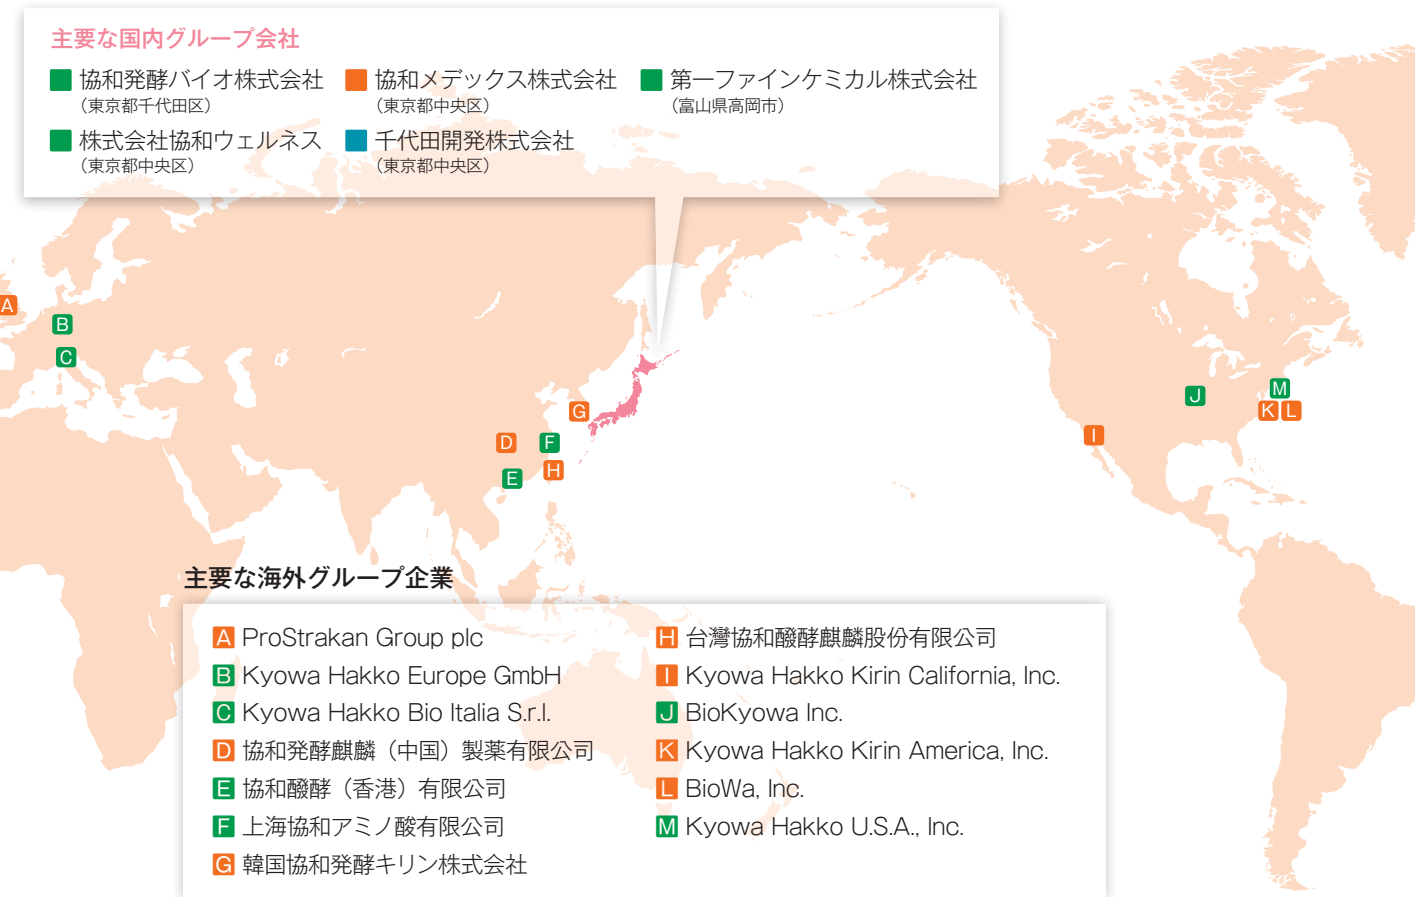 主要な国内グループ会社
協和発酵バイオ株式会社 協和メデックス株式会社 第一ファインケミカル株式会社
（東京都千代田区） （東京都中央区） （富山県高岡市）
株式会社協和ウェルネス 千代田開発株式会社
（東京都中央区） （東京都中央区）
A
B
C
G
D F
H
E
J M
K L
I
主要な海外グループ企業
A ProStrakan Group plc
B Kyowa Hakko Europe GmbH
C Kyowa Hakko Bio Italia S.r.l.
D 協和発酵麒麟（中国）製薬有限公司
E 協和醱酵（香港）有限公司
F 上海協和アミノ酸有限公司
G 韓国協和発酵キリン株式会社
H 台灣協和醱酵麒麟股份有限公司
I Kyowa Hakko Kirin California, Inc.
J BioKyowa Inc.
K Kyowa Hakko Kirin America, Inc.
L BioWa, Inc.
M Kyowa Hakko U.S.A., Inc.